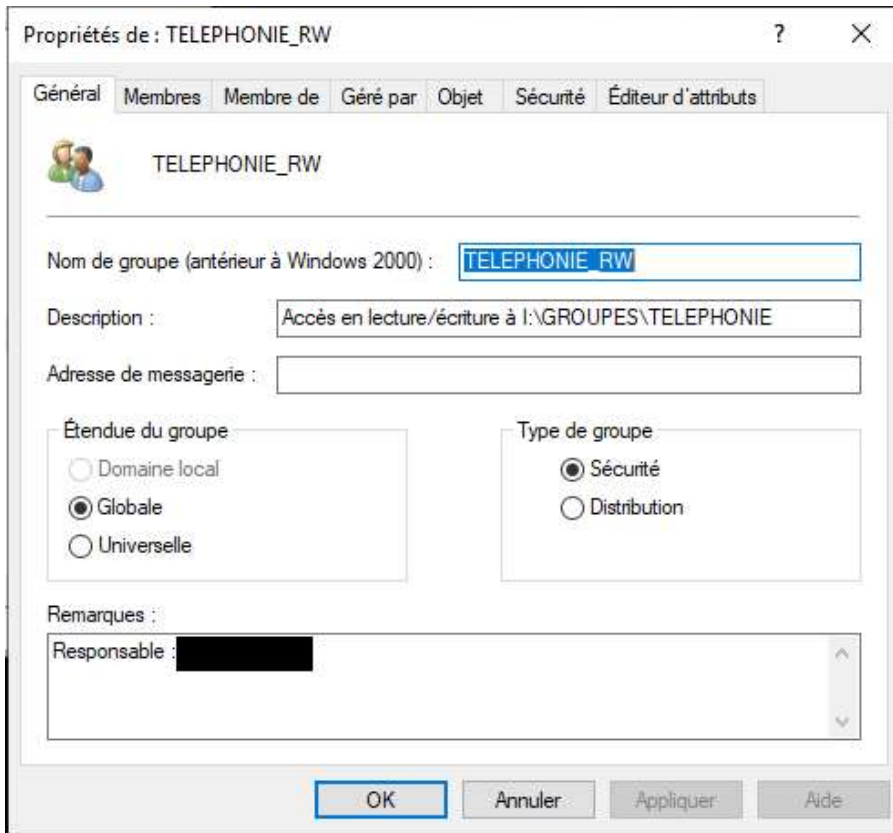 Propriétés de : TELEPHONIE_RW ?
Général Membres Membre de Géré par Objet Sécurité Éditeur d'attributs
TELEPHONIE_RW
Nom de groupe (antérieur à Windows 2000) : TELEPHONIE_RW
Description : Accès en lecture/écriture à I:\GROUPES\TELEPHONIE
Adresse de messagerie :
Étendue du groupe
Domaine local
Globale
Universelle
Type de groupe
Sécurité
Distribution
Remarques :
Responsable :
OK Annuler Appliquer Aide